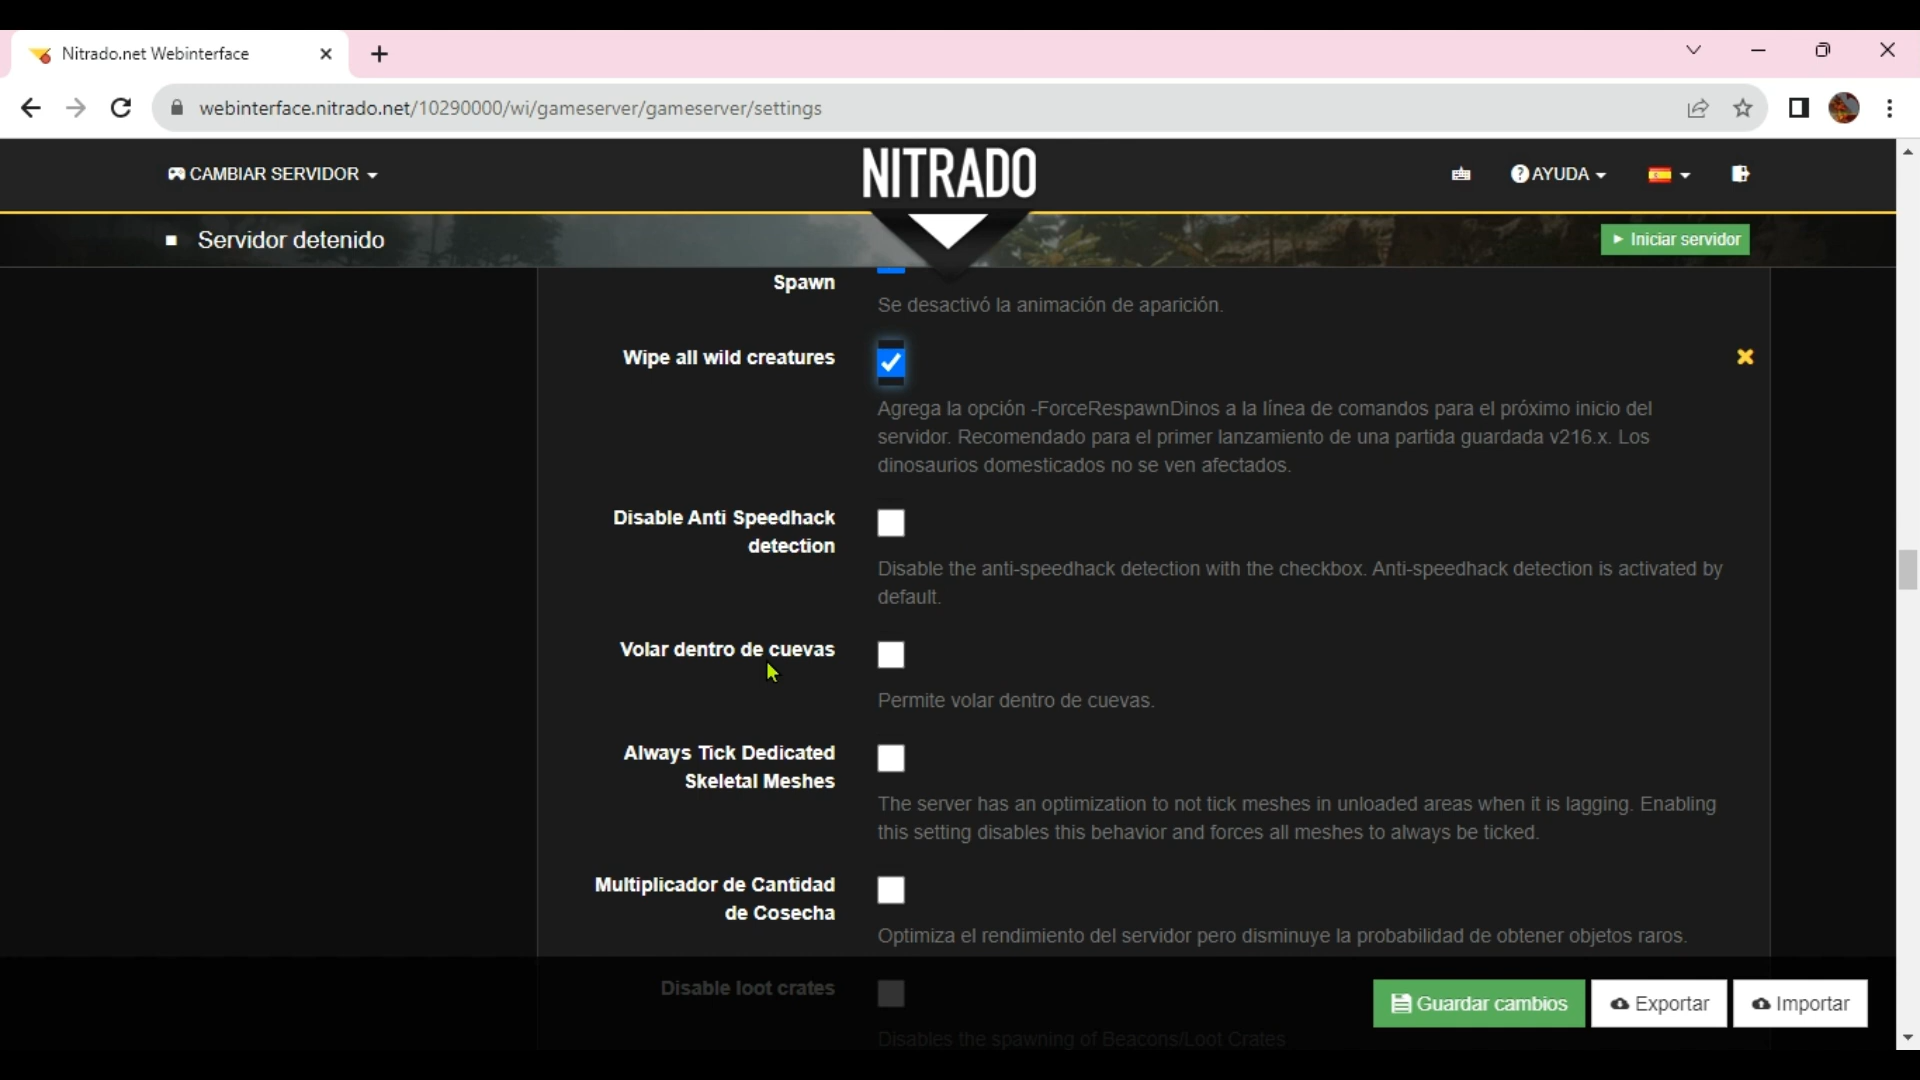 Nitrado.net Webinterface
webinterface.nitrado.net/10290000/wi/gameserver/gameserver/settings
CAMBIAR SERVIDOR
NITRADO
AYUDA
Servidor detenido
Iniciar servidor
Spawn
Se desactivó la animación de aparición.
Wipe all wild creatures
Agrega la opción -ForceRespawnDinos a la línea de comandos para el próximo inicio del
servidor. Recomendado para el primer lanzamiento de una partida guardada v216.x. Los
dinosaurios domesticados no se ven afectados.
Disable Anti Speedhack
detection
Disable the anti-speedhack detection with the checkbox. Anti-speedhack detection is activated by
default.
Volar dentro de cuevas
Permite volar dentro de cuevas.
Always Tick Dedicated
Skeletal Meshes
The server has an optimization to not tick meshes in unloaded areas when it is lagging. Enabling
this setting disables this behavior and forces all meshes to always be ticked.
Multiplicador de Cantidad
de Cosecha
Optimiza el rendimiento del servidor pero disminuye la probabilidad de obtener objetos raros.
Disable loot crates
Disables the spawning of Beacons/Loot Crates
Guardar cambios
Exportar
Importar